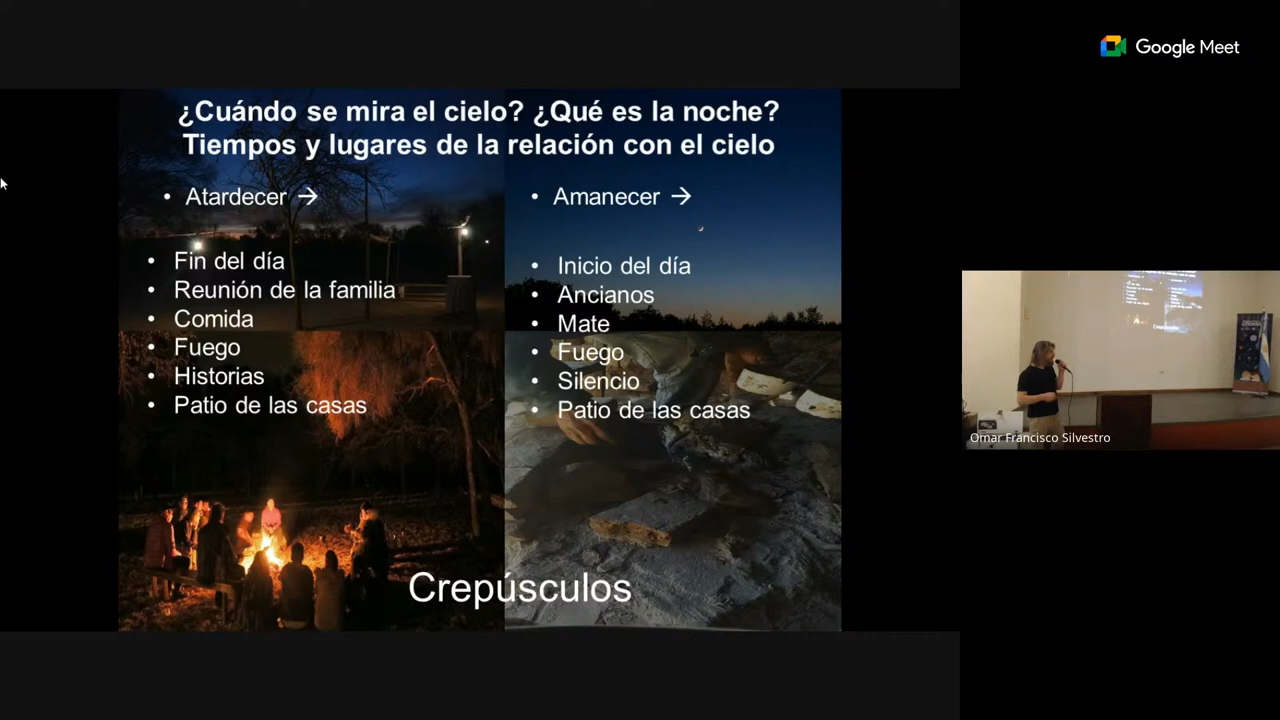 Google Meet
¿Cuándo se mira el cielo? ¿Qué es la noche?
Tiempos y lugares de la relación con el cielo
• Atardecer →
• Fin del día
• Reunión de la familia
• Comida
• Fuego
• Historias
• Patio de las casas
• Amanecer →
• Inicio del día
• Ancianos
• Mate
• Fuego
• Silencio
• Patio de las casas
Crepúsculos
Crepúsculos
Omar Francisco Silvestro